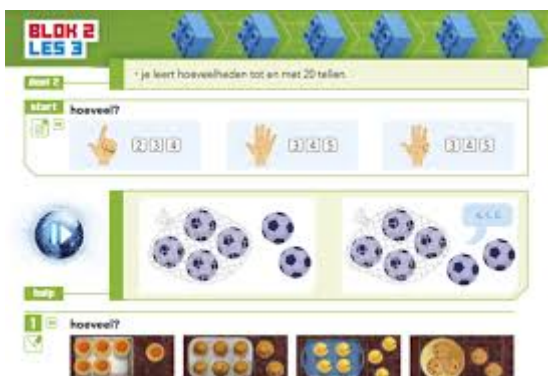 BLOK 2
LES 3
deel 2
• je leert hoeveelheden tot en met 20 tellen.
start
hoeveel?
2 3 4
3 4 5
3 4 5
help
1
hoeveel?